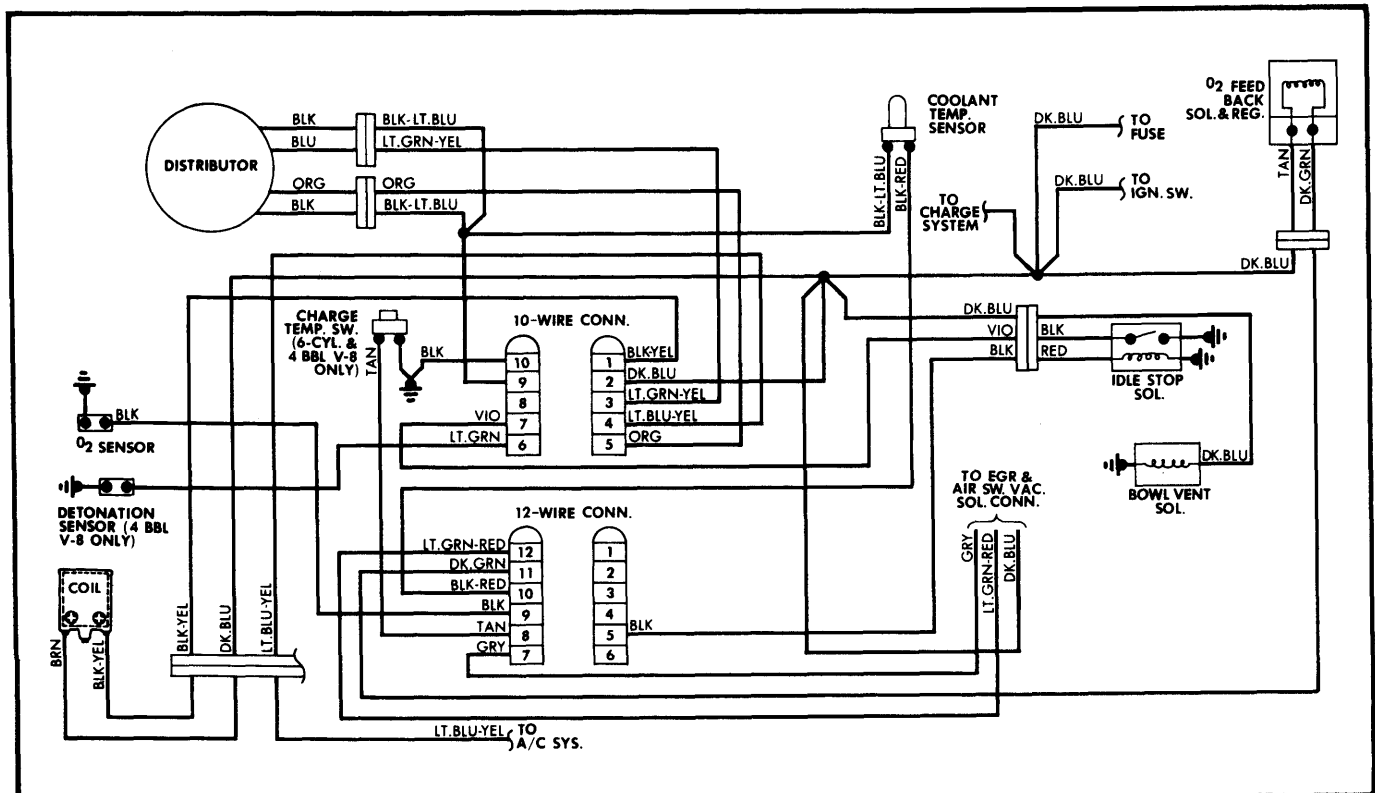 DISTRIBUTOR
BLK
BLK-LT.BLU
BLU
LT.GRN-YEL
ORG
ORG
BLK
BLK-LT.BLU
COOLANT
TEMP.
SENSOR
BLK-LT.BLU
BLK-RED
DK.BLU
TO
FUSE
DK.BLU
TO
IGN. SW.
TO
CHARGE
SYSTEM
O2 FEED
BACK
SOL.& REG.
TAN
DK.GRN
DK.BLU
CHARGE
TEMP. SW.
(6-CYL. &
4 BBL V-8
ONLY)
TAN
BLK
10-WIRE CONN.
10
9
8
VIO 7
LT.GRN 6
1 BLK-YEL
2 DK.BLU
3 LT.GRN-YEL
4 LT.BLU-YEL
5 ORG
DK.BLU
VIO BLK
BLK RED
IDLE STOP
SOL.
DK.BLU
BOWL VENT
SOL.
BLK
O2 SENSOR
DETONATION
SENSOR (4 BBL
V-8 ONLY)
TO EGR &
AIR SW. VAC.
SOL. CONN.
GRY
LT.GRN-RED
DK.BLU
12-WIRE CONN.
LT.GRN-RED 12
DK.GRN 11
BLK-RED 10
BLK 9
TAN 8
GRY 7
1
2
3
4
5 BLK
6
COIL
BRN
BLK-YEL
BLK-YEL
DK.BLU
LT.BLU-YEL
LT.BLU-YEL
TO
A/C SYS.